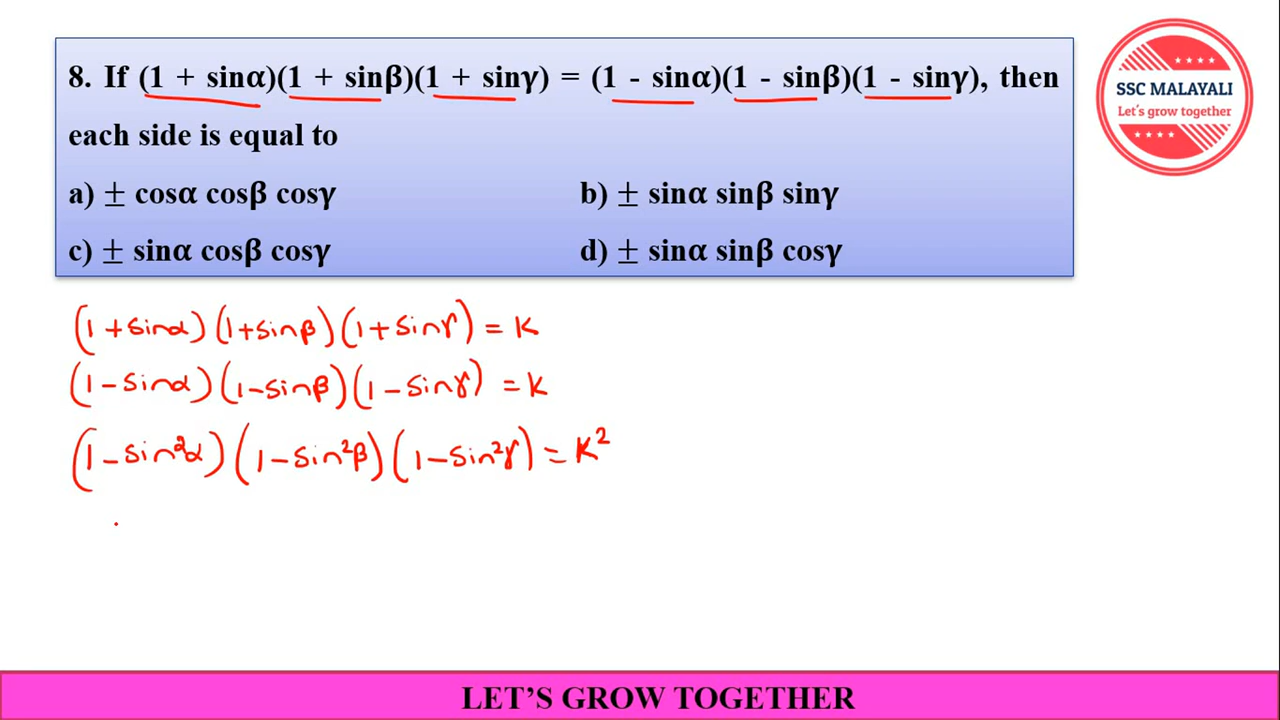 8. If (1 + sinα)(1 + sinβ)(1 + sinγ) = (1 - sinα)(1 - sinβ)(1 - sinγ), then
each side is equal to
a) ± cosα cosβ cosγ
b) ± sinα sinβ sinγ
c) ± sinα cosβ cosγ
d) ± sinα sinβ cosγ
SSC MALAYALI
Let's grow together
(1+sinα)(1+sinβ)(1+sinγ) = K
(1-sinα)(1-sinβ)(1-sinγ) = K
(1-sin²α)(1-sin²β)(1-sin²γ) = K²
LET'S GROW TOGETHER